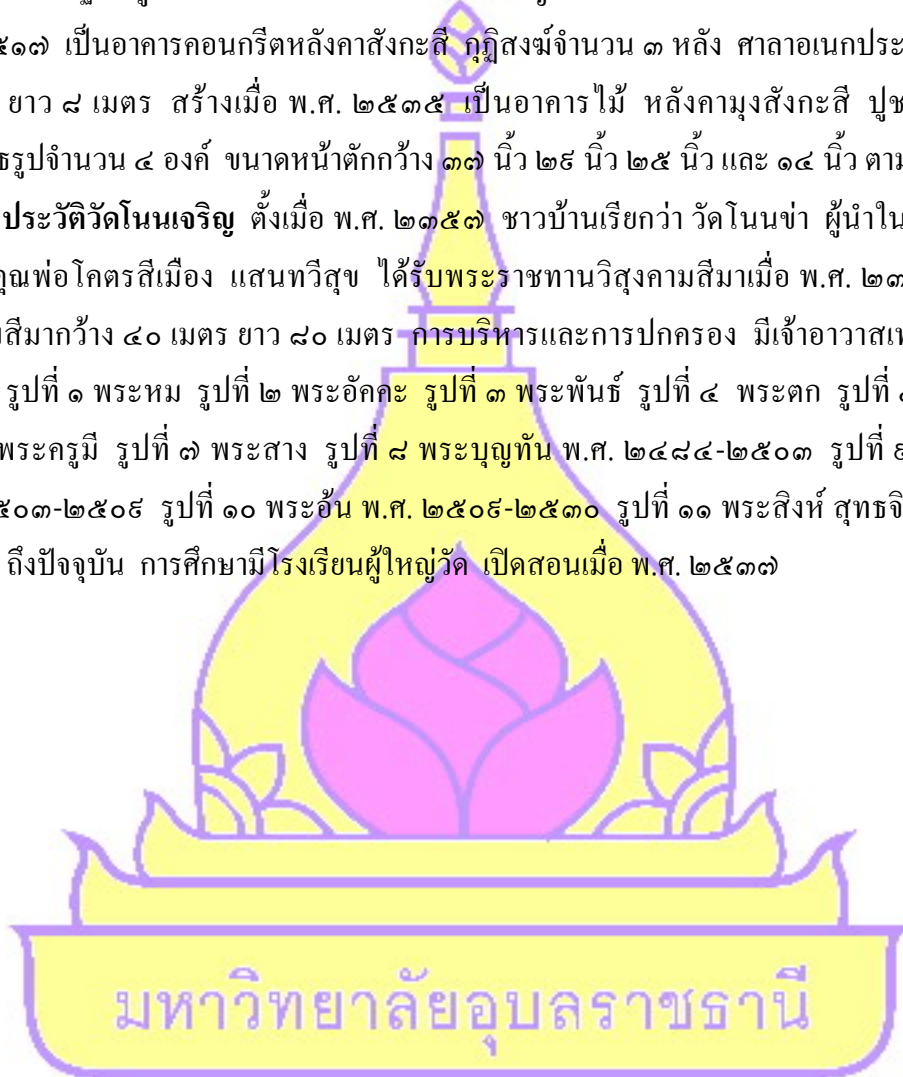 ๕๑๗ เป็นอาคารคอนกรีตหลังคาสังกะสี กุฏิสงฆ์จำนวน ๓ หลัง ศาลาอเนกประ
ยาว ๘ เมตร สร้างเมื่อ พ.ศ. ๒๕๓๕ เป็นอาคารไม้ หลังคามุงสังกะสี ปูช
ธรูปจำนวน ๔ องค์ ขนาดหน้าตักกว้าง ๓๗ นิ้ว ๒๙ นิ้ว ๒๕ นิ้ว และ ๑๔ นิ้ว ตาม
ประวัติวัดโนนเจริญ ตั้งเมื่อ พ.ศ. ๒๓๕๗ ชาวบ้านเรียกว่า วัดโนนข่า ผู้นำใน
คุณพ่อโคตรสีเมือง แสนทวีสุข ได้รับพระราชทานวิสุงคามสีมาเมื่อ พ.ศ. ๒๓
สีมากว้าง ๔๐ เมตร ยาว ๘๐ เมตร การบริหารและการปกครอง มีเจ้าอาวาสเท
รูปที่ ๑ พระหม รูปที่ ๒ พระอัคคะ รูปที่ ๓ พระพันธ์ รูปที่ ๔ พระตก รูปที่
พระครูมี รูปที่ ๗ พระสาง รูปที่ ๘ พระบุญทัน พ.ศ. ๒๔๘๔-๒๕๐๓ รูปที่ ๙
๕๐๓-๒๕๐๙ รูปที่ ๑๐ พระอ้น พ.ศ. ๒๕๐๙-๒๕๓๐ รูปที่ ๑๑ พระสิงห์ สุทธจิ
ถึงปัจจุบัน การศึกษามีโรงเรียนผู้ใหญ่วัด เปิดสอนเมื่อ พ.ศ. ๒๕๓๗
มหาวิทยาลัยอุบลราชธานี